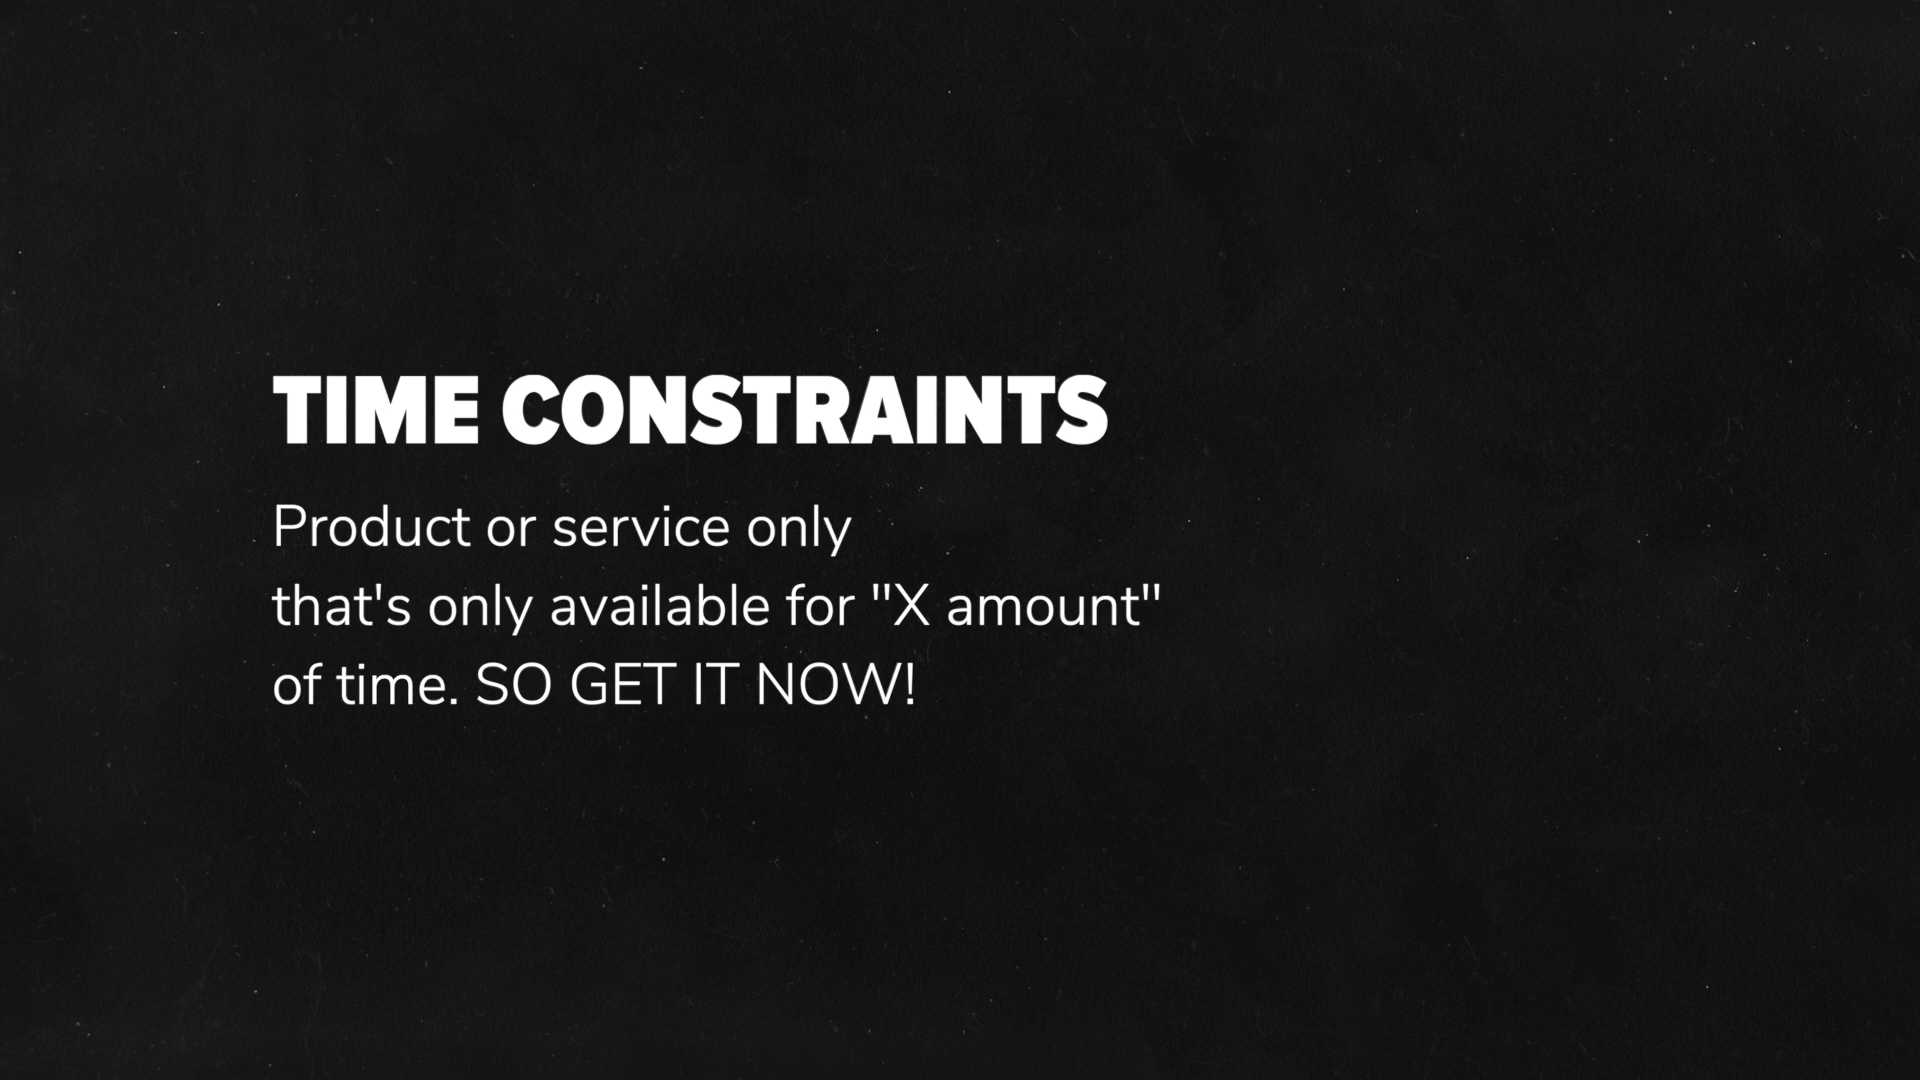 TIME CONSTRAINTS
Product or service only
that's only available for "X amount"
of time. SO GET IT NOW!